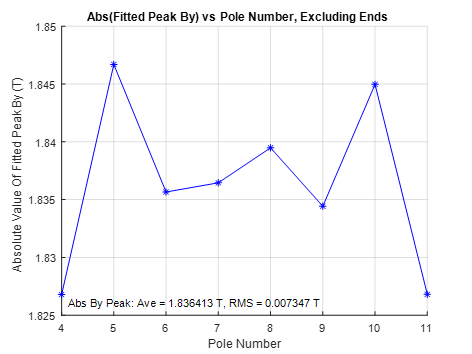 Abs(Fitted Peak By) vs Pole Number, Excluding Ends
1.85
1.845
1.84
1.835
1.83
1.825
Absolute Value Of Fitted Peak By (T)
Abs By Peak: Ave = 1.836413 T, RMS = 0.007347 T
4 5 6 7 8 9 10 11
Pole Number